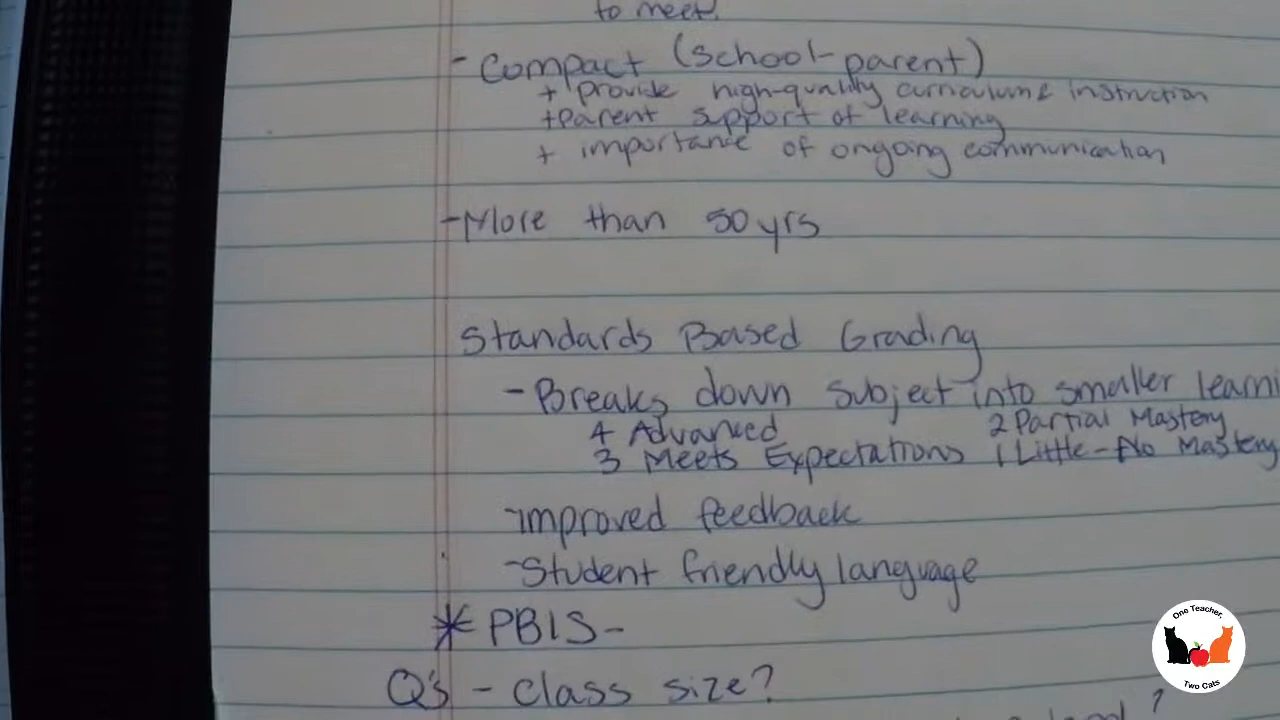 to meet.
- Compact (school-parent)
+ provide high-quality curriculum & instruction
+ Parent support of learning
+ importance of ongoing communication
- More than 50 yrs
Standards Based Grading
- Breaks down subject into smaller learni
4 Advanced 2 Partial Mastery
3 Meets Expectations 1 Little-No Mastery
- improved feedback
- Student friendly language
* PBIS -
Q's - Class size?
?
One Teacher,
Two Cats